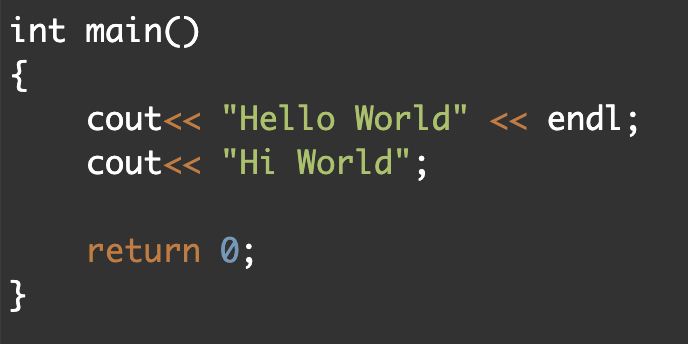 int main()
{
    cout<< "Hello World" << endl;
    cout<< "Hi World";

    return 0;
}